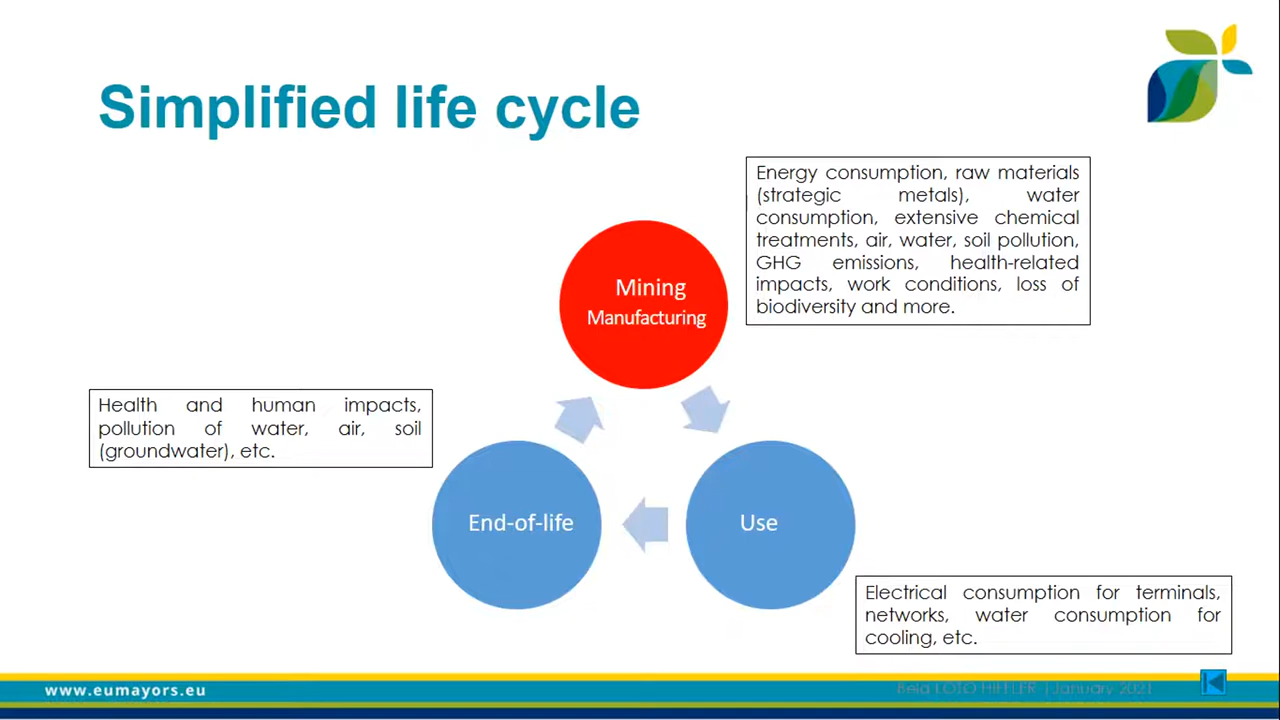 Simplified life cycle
Energy consumption, raw materials
(strategic metals), water
consumption, extensive chemical
treatments, air, water, soil pollution,
GHG emissions, health-related
impacts, work conditions, loss of
biodiversity and more.
Mining
Manufacturing
Health and human impacts,
pollution of water, air, soil
(groundwater), etc.
End-of-life
Use
Electrical consumption for terminals,
networks, water consumption for
cooling, etc.
www.eumayors.eu
LOTO HIFFLER | January 2021